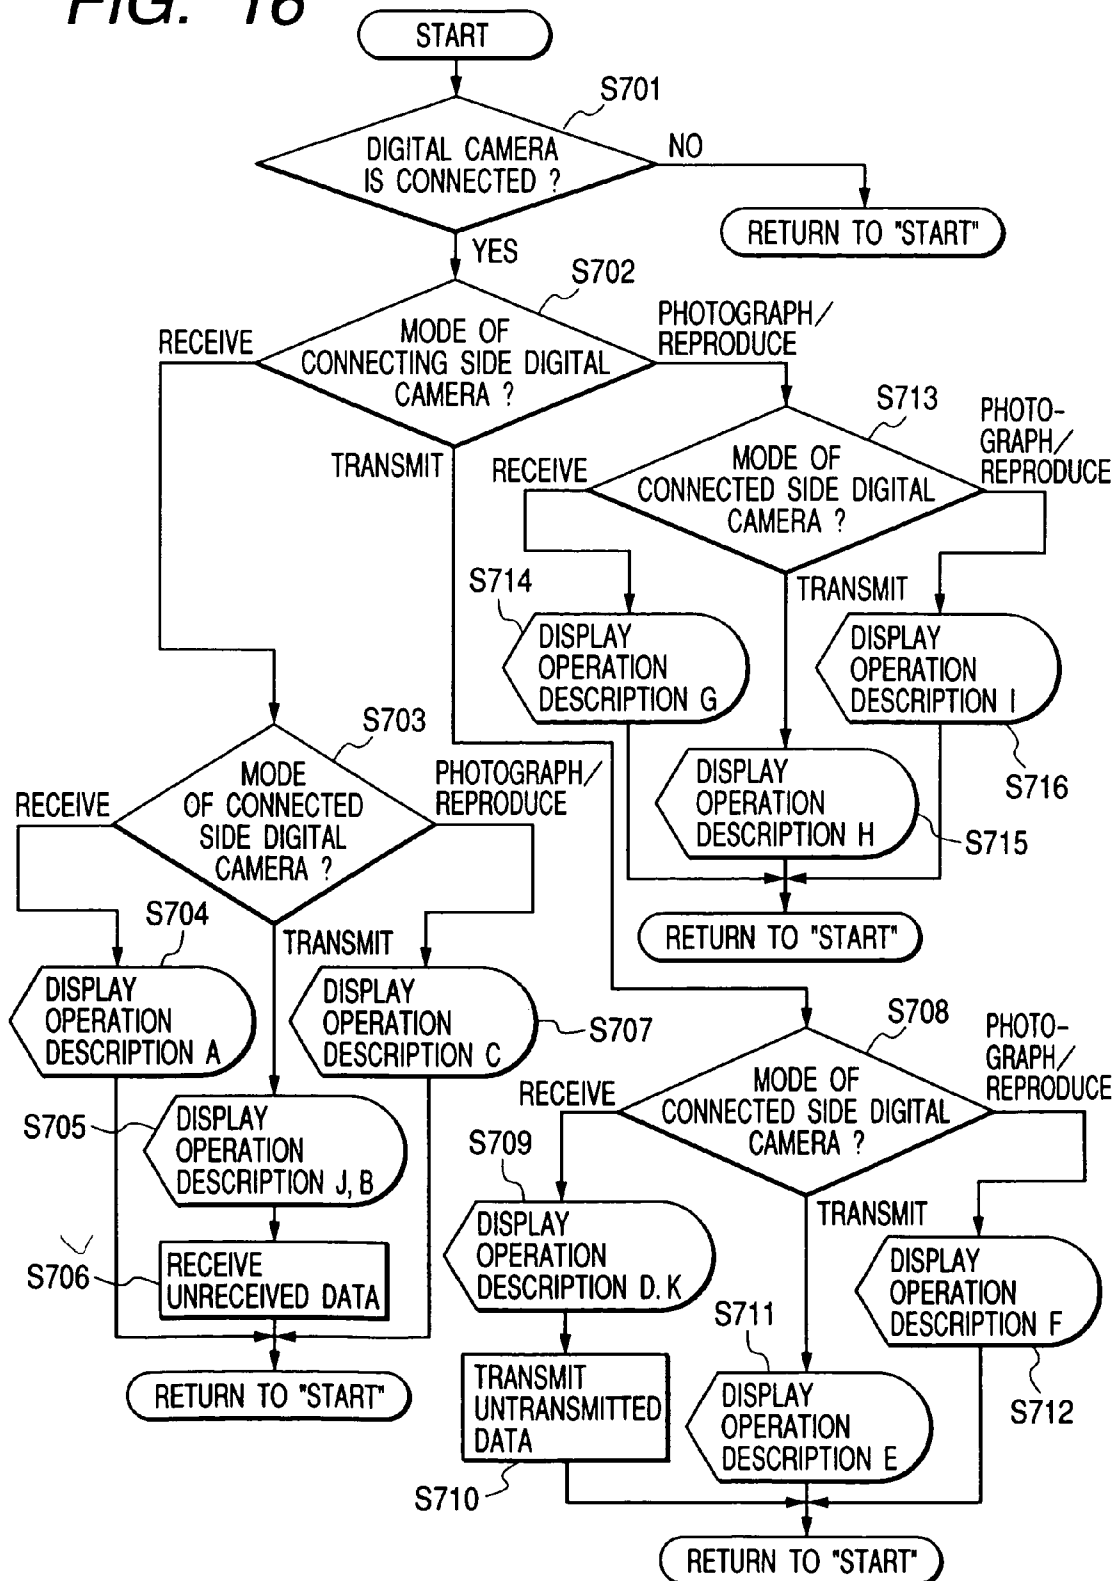 FIG. 16
START
S701
DIGITAL CAMERA
IS CONNECTED ?
NO
RETURN TO "START"
YES
S702
MODE OF
CONNECTING SIDE DIGITAL
CAMERA ?
RECEIVE
PHOTOGRAPH/
REPRODUCE
TRANSMIT
S713
MODE OF
CONNECTED SIDE DIGITAL
CAMERA ?
RECEIVE
PHOTO-
GRAPH/
REPRODUCE
TRANSMIT
S714
DISPLAY
OPERATION
DESCRIPTION G
DISPLAY
OPERATION
DESCRIPTION I
S716
DISPLAY
OPERATION
DESCRIPTION H
S715
RETURN TO "START"
S703
MODE
OF CONNECTED
SIDE DIGITAL
CAMERA ?
RECEIVE
PHOTOGRAPH/
REPRODUCE
TRANSMIT
S704
DISPLAY
OPERATION
DESCRIPTION A
DISPLAY
OPERATION
DESCRIPTION C
S707
S705
DISPLAY
OPERATION
DESCRIPTION J, B
S706
RECEIVE
UNRECEIVED DATA
RETURN TO "START"
S708
MODE OF
CONNECTED SIDE DIGITAL
CAMERA ?
RECEIVE
PHOTO-
GRAPH/
REPRODUCE
TRANSMIT
S709
DISPLAY
OPERATION
DESCRIPTION D. K
S710
TRANSMIT
UNTRANSMITTED
DATA
S711
DISPLAY
OPERATION
DESCRIPTION E
DISPLAY
OPERATION
DESCRIPTION F
S712
RETURN TO "START"